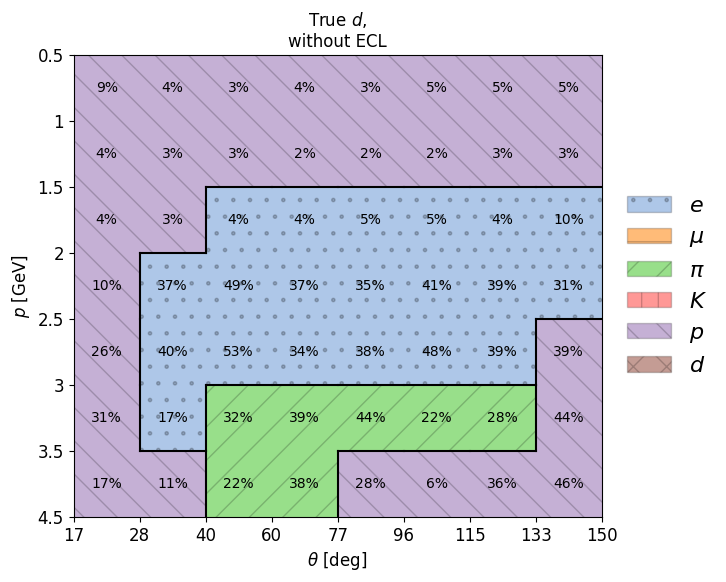 True d,
without ECL
0.5
9% 4% 3% 4% 3% 5% 5% 5%
1
4% 3% 3% 2% 2% 2% 3% 3%
1.5
4% 3% 4% 4% 5% 5% 4% 10%
2
10% 37% 49% 37% 35% 41% 39% 31%
2.5
26% 40% 53% 34% 38% 48% 39% 39%
3
31% 17% 32% 39% 44% 22% 28% 44%
3.5
17% 11% 22% 38% 28% 6% 36% 46%
4
4.5
p [GeV]
17 28 40 60 77 96 115 133 150
θ [deg]
e
μ
π
K
p
d